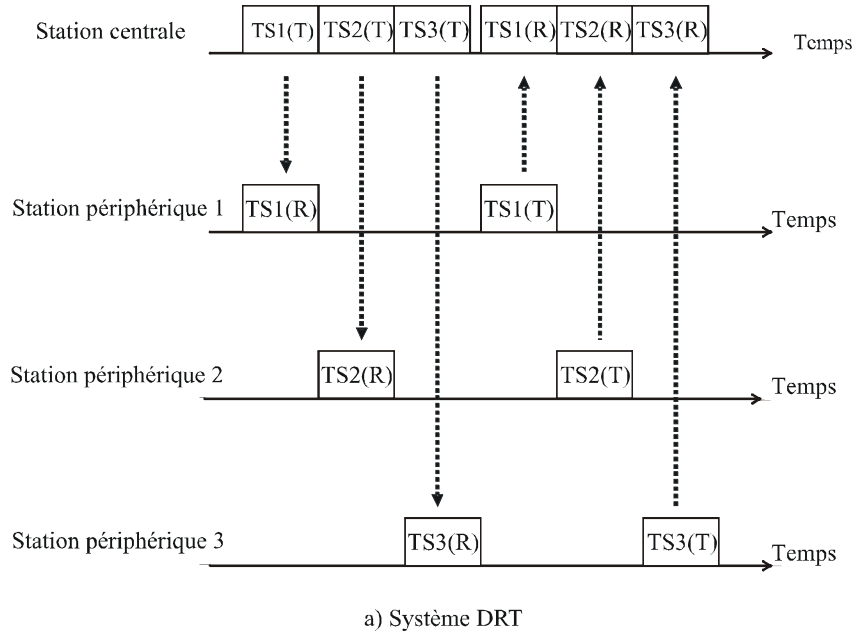 Station centrale TS1(T) TS2(T) TS3(T) TS1(R) TS2(R) TS3(R) Temps
Station périphérique 1 TS1(R) TS1(T) Temps
Station périphérique 2 TS2(R) TS2(T) Temps
Station périphérique 3 TS3(R) TS3(T) Temps
a) Système DRT